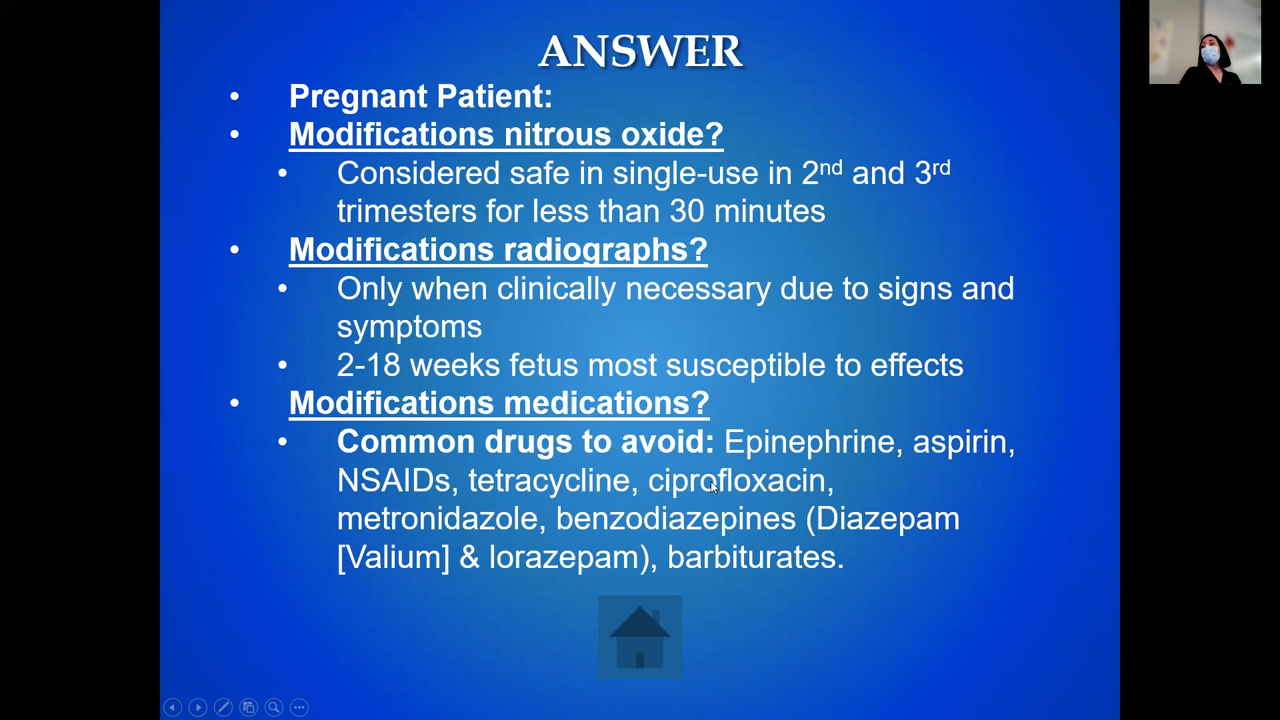 ANSWER
• Pregnant Patient:
• Modifications nitrous oxide?
• Considered safe in single-use in 2nd and 3rd
trimesters for less than 30 minutes
• Modifications radiographs?
• Only when clinically necessary due to signs and
symptoms
• 2-18 weeks fetus most susceptible to effects
• Modifications medications?
• Common drugs to avoid: Epinephrine, aspirin,
NSAIDs, tetracycline, ciprofloxacin,
metronidazole, benzodiazepines (Diazepam
[Valium] & lorazepam), barbiturates.